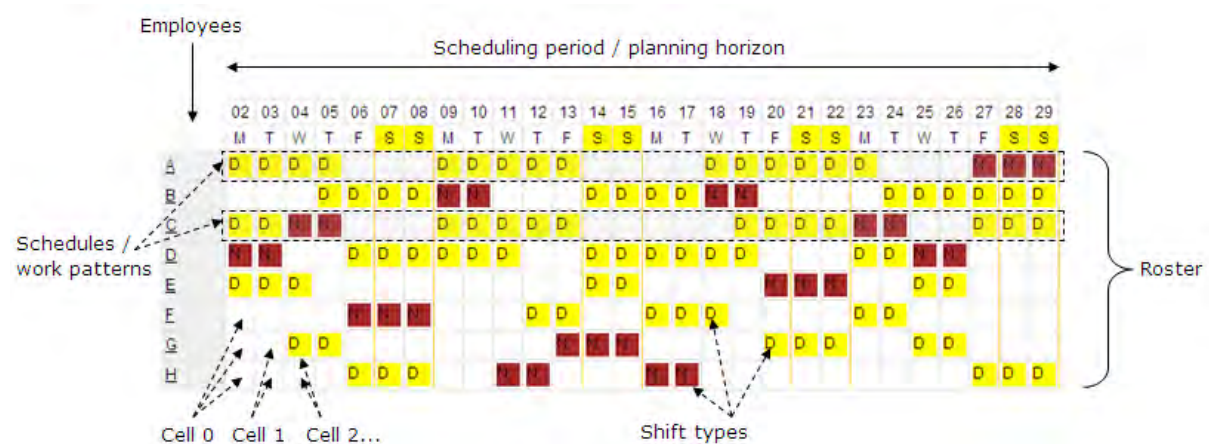 Employees
Scheduling period / planning horizon
02 03 04 05 06 07 08 09 10 11 12 13 14 15 16 17 18 19 20 21 22 23 24 25 26 27 28 29
M T W T F S S M T W T F S S M T W T F S S M T W T F S S
A D D D D D D D D D D D D D D D N N N
B D D D D N N D D D D N N D D D D D D
C D D N N D D D D D D D D D N N D D D
D N N D D D D D D D D D D D D D D N N
E D D D D D N N N D D
F N N N D D D D D D D
G D D N N N D D D D D
H D D D N N N N D D D
Schedules /
work patterns
Roster
Cell 0 Cell 1 Cell 2...
Shift types